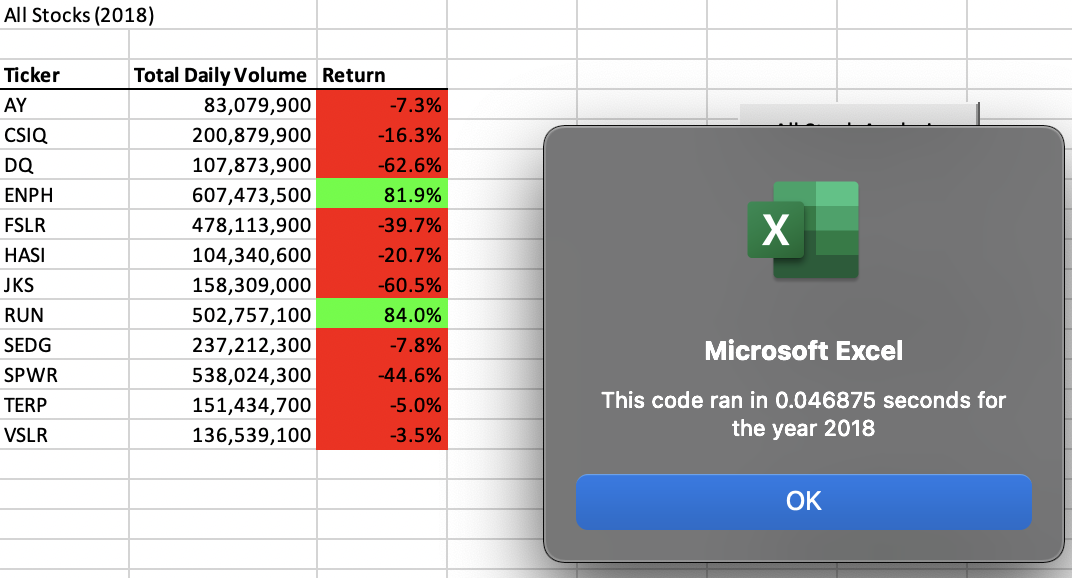 All Stocks (2018)
Ticker Total Daily Volume Return
AY 83,079,900 -7.3%
CSIQ 200,879,900 -16.3%
DQ 107,873,900 -62.6%
ENPH 607,473,500 81.9%
FSLR 478,113,900 -39.7%
HASI 104,340,600 -20.7%
JKS 158,309,000 -60.5%
RUN 502,757,100 84.0%
SEDG 237,212,300 -7.8%
SPWR 538,024,300 -44.6%
TERP 151,434,700 -5.0%
VSLR 136,539,100 -3.5%
X
Microsoft Excel
This code ran in 0.046875 seconds for
the year 2018
OK